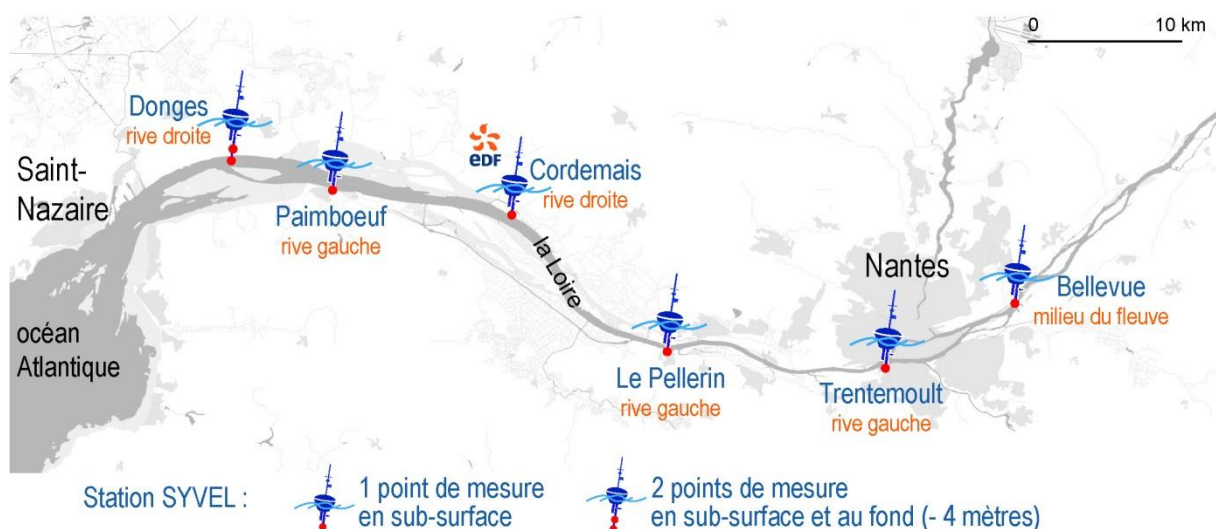 0 10 km
Donges
rive droite
Saint-
Nazaire
Paimboeuf
rive gauche
eDF
Cordemais
rive droite
la Loire
océan
Atlantique
Le Pellerin
rive gauche
Nantes
Trentemoult
rive gauche
Bellevue
milieu du fleuve
Station SYVEL :
1 point de mesure
en sub-surface
2 points de mesure
en sub-surface et au fond (- 4 mètres)